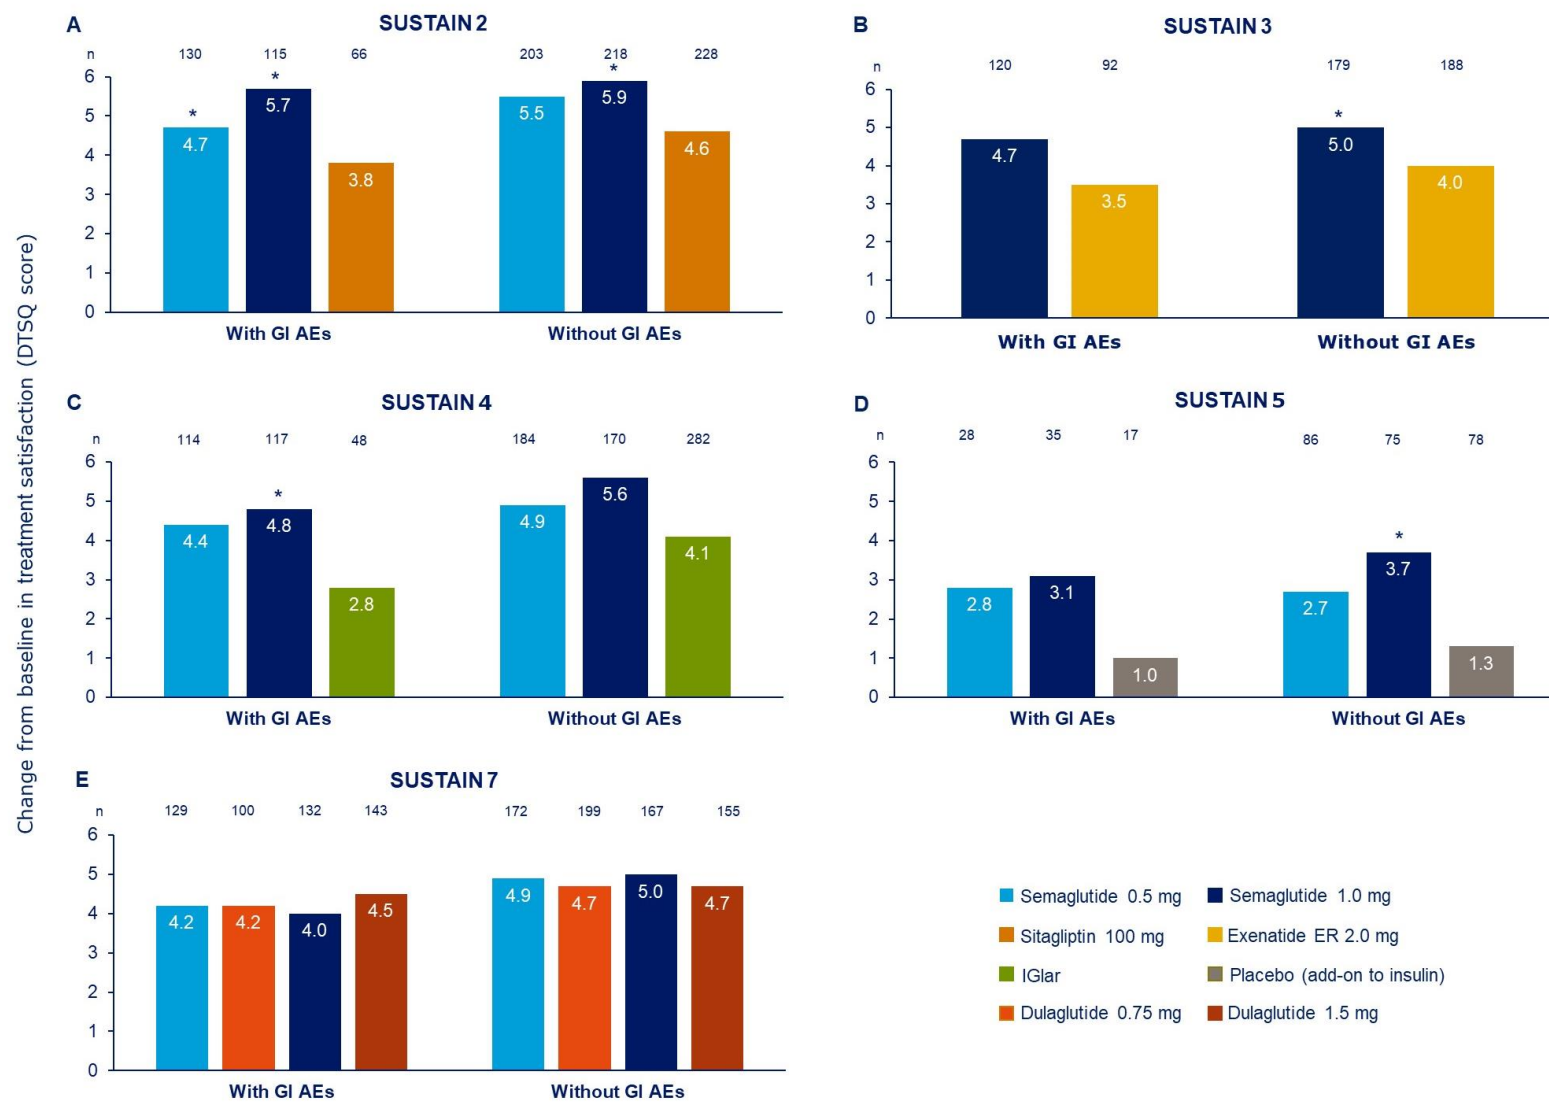 A SUSTAIN 2
n 130 115 66 203 218 228
* * *
6
5
4
3
2
1
0
4.7 5.7 3.8 5.5 5.9 4.6
With GI AEs Without GI AEs
B SUSTAIN 3
n 120 92 179 188
*
6
5
4
3
2
1
0
4.7 3.5 5.0 4.0
With GI AEs Without GI AEs
Change from baseline in treatment satisfaction (DTSQ score)
C SUSTAIN 4
n 114 117 48 184 170 282
*
6
5
4
3
2
1
0
4.4 4.8 2.8 4.9 5.6 4.1
With GI AEs Without GI AEs
D SUSTAIN 5
n 28 35 17 86 75 78
*
6
5
4
3
2
1
0
2.8 3.1 1.0 2.7 3.7 1.3
With GI AEs Without GI AEs
E SUSTAIN 7
n 129 100 132 143 172 199 167 155
6
5
4
3
2
1
0
4.2 4.2 4.0 4.5 4.9 4.7 5.0 4.7
With GI AEs Without GI AEs
Semaglutide 0.5 mg Semaglutide 1.0 mg
Sitagliptin 100 mg Exenatide ER 2.0 mg
IGlar Placebo (add-on to insulin)
Dulaglutide 0.75 mg Dulaglutide 1.5 mg